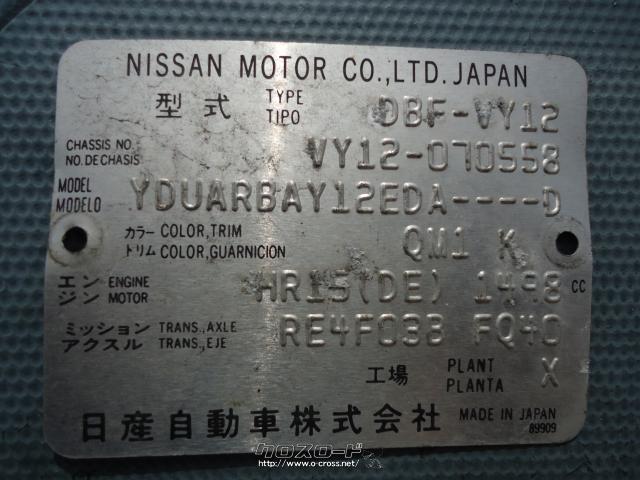 NISSAN MOTOR CO.,LTD. JAPAN
型式 TYPE TIPO DBF-VY12
CHASSIS NO. NO. DE CHASIS VY12-070558
MODEL MODELO YDUARBAY12EDA----D
カラー COLOR,TRIM
トリム COLOR,GUARNICION QM1 K
エンジン ENGINE MOTOR HR15(DE) 1498 CC
ミッション TRANS.,AXLE
アクスル TRANS.,EJE RE4F03B FQ40
工場 PLANT PLANTA X
日産自動車株式会社 MADE IN JAPAN
89909
クロスロード
http://www.o-cross.net/